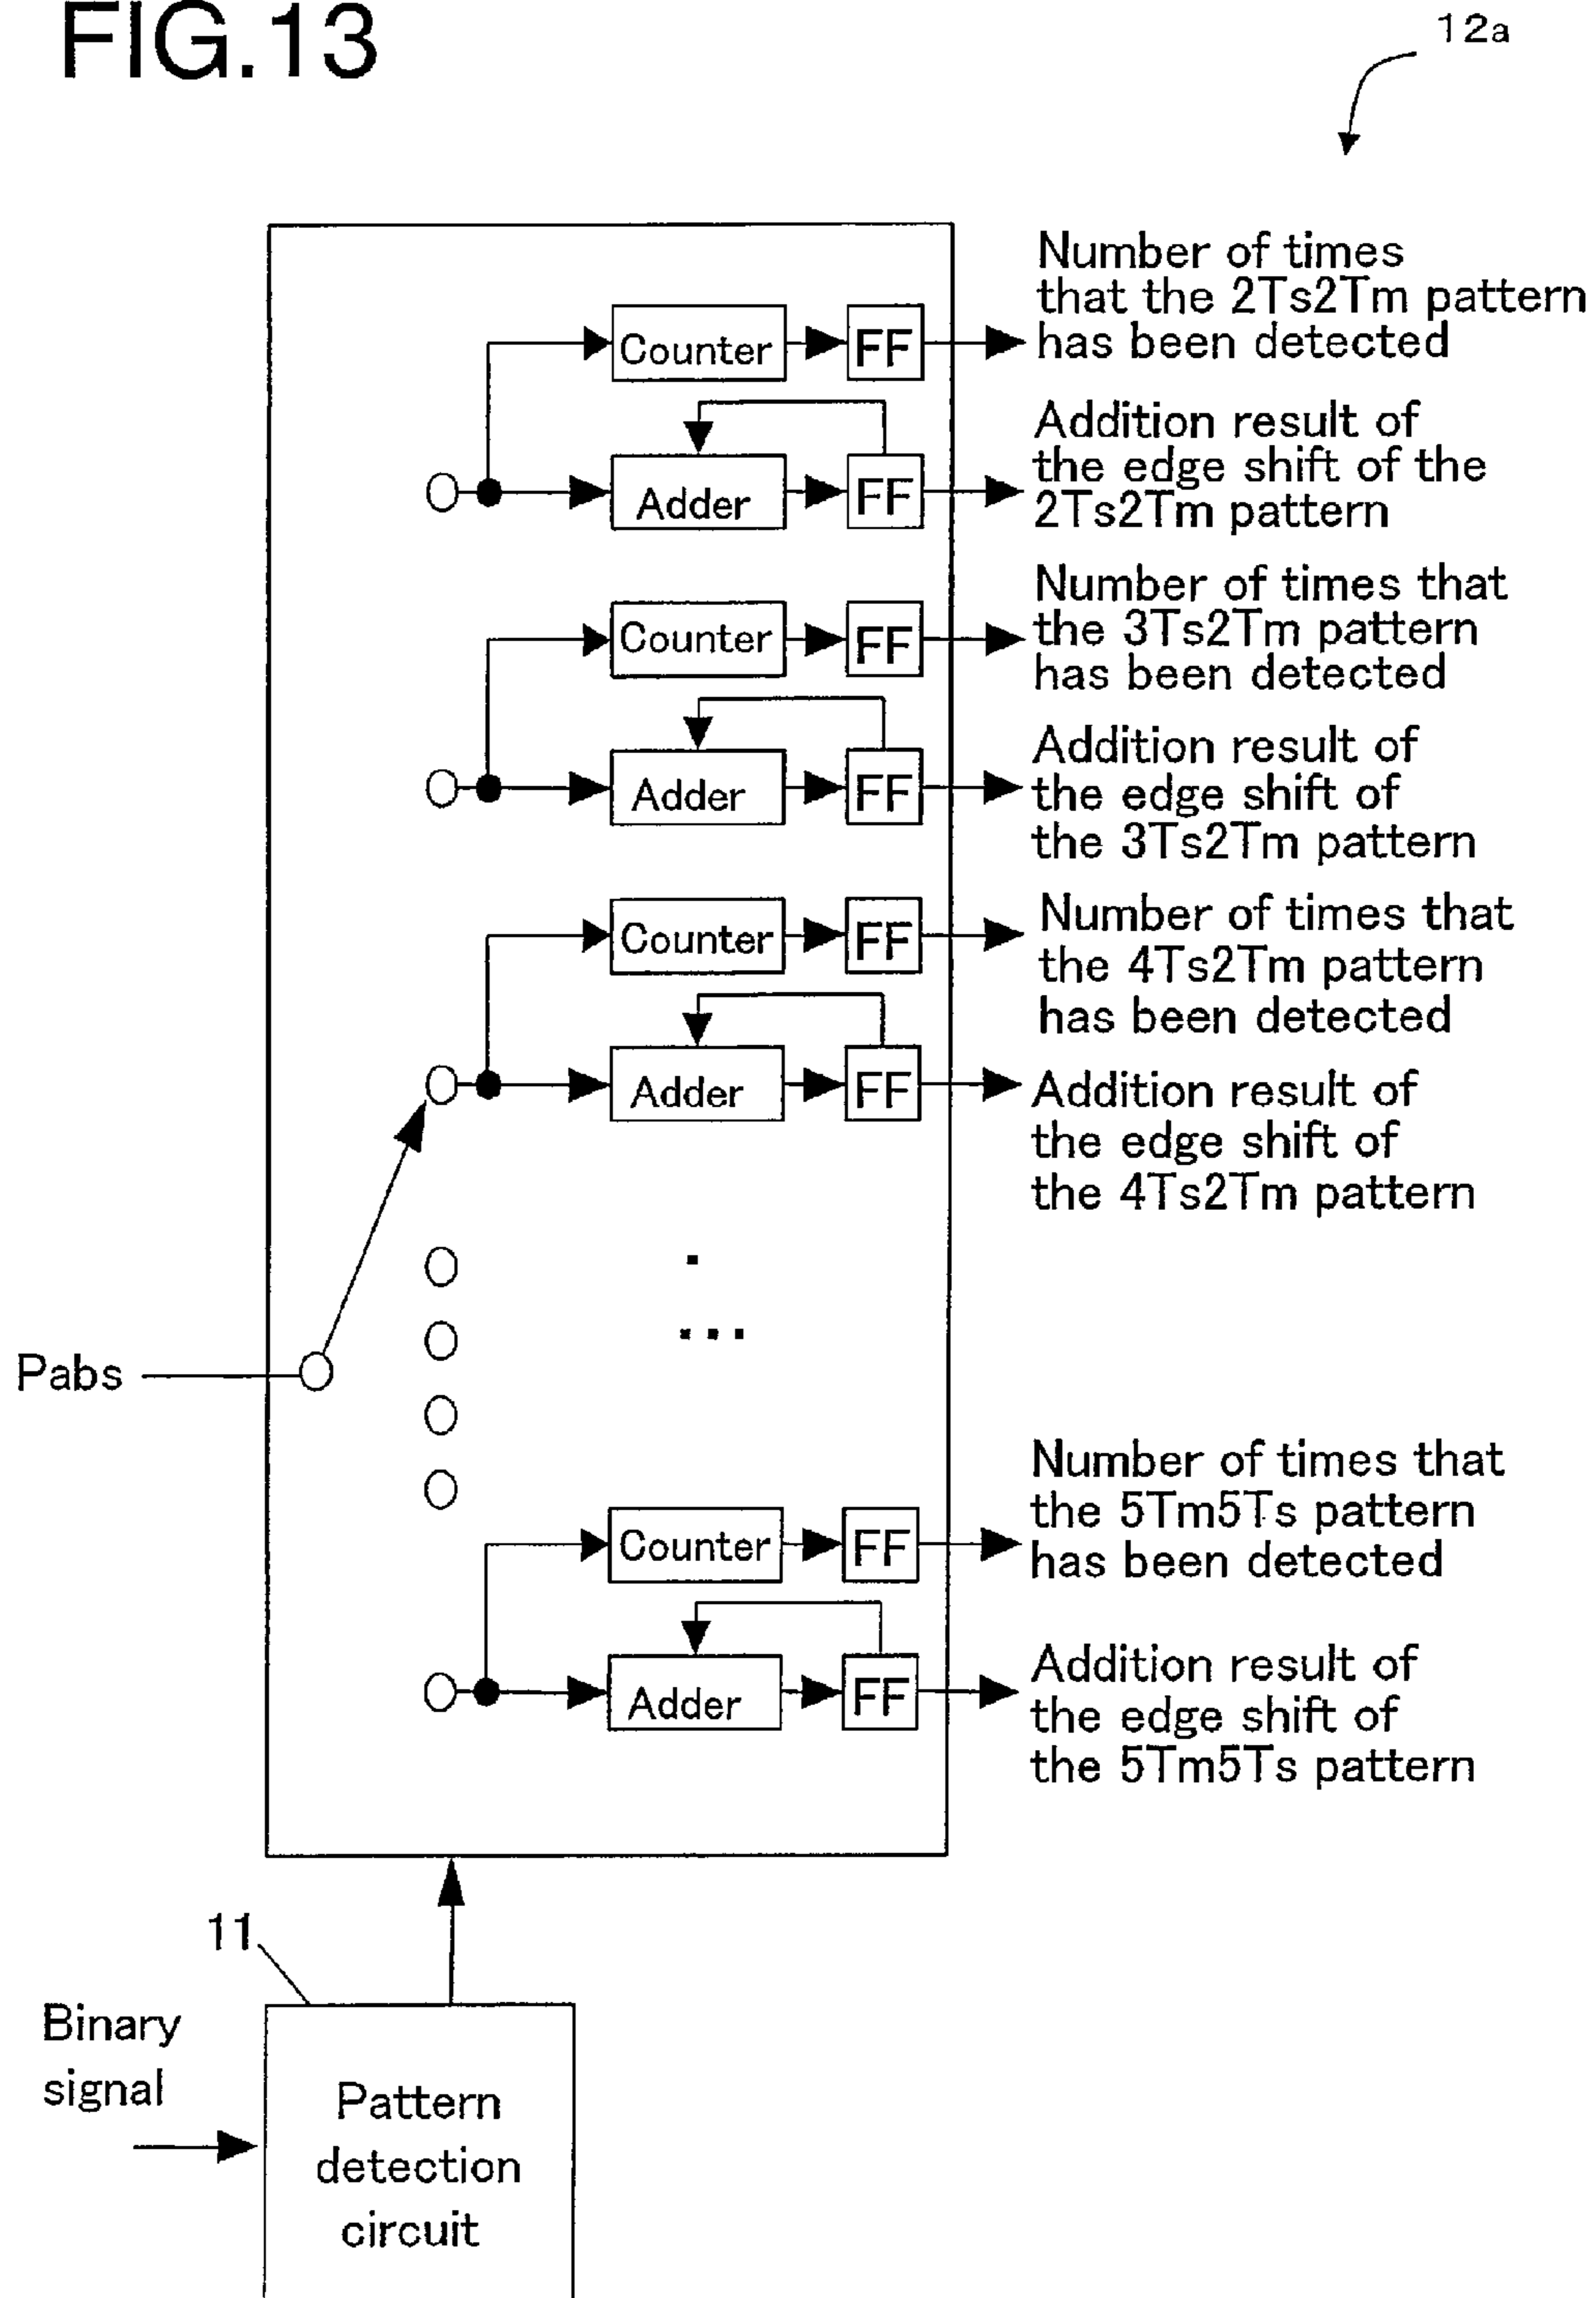 FIG.13
12a
Counter
FF
Number of times
that the 2Ts2Tm pattern
has been detected
Adder
FF
Addition result of
the edge shift of the
2Ts2Tm pattern
Counter
FF
Number of times that
the 3Ts2Tm pattern
has been detected
Adder
FF
Addition result of
the edge shift of
the 3Ts2Tm pattern
Counter
FF
Number of times that
the 4Ts2Tm pattern
has been detected
Adder
FF
Addition result of
the edge shift of
the 4Ts2Tm pattern
Pabs
Counter
FF
Number of times that
the 5Tm5Ts pattern
has been detected
Adder
FF
Addition result of
the edge shift of
the 5Tm5Ts pattern
11
Binary
signal
Pattern
detection
circuit